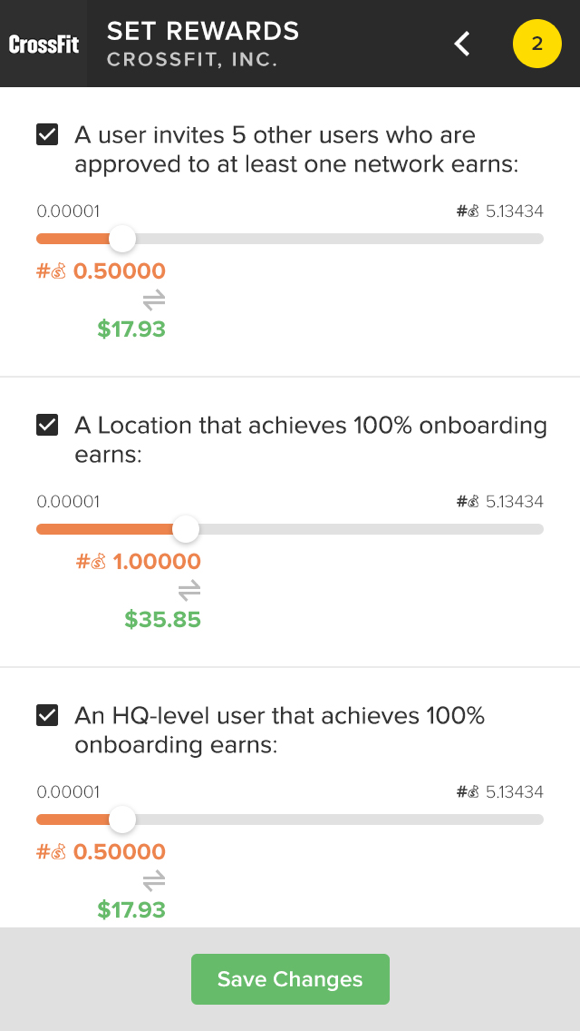 CrossFit
SET REWARDS
CROSSFIT, INC.
2
A user invites 5 other users who are
approved to at least one network earns:
0.00001
#💰 5.13434
#💰 0.50000
⇌
$17.93
A Location that achieves 100% onboarding
earns:
0.00001
#💰 5.13434
#💰 1.00000
⇌
$35.85
An HQ-level user that achieves 100%
onboarding earns:
0.00001
#💰 5.13434
#💰 0.50000
⇌
$17.93
Save Changes